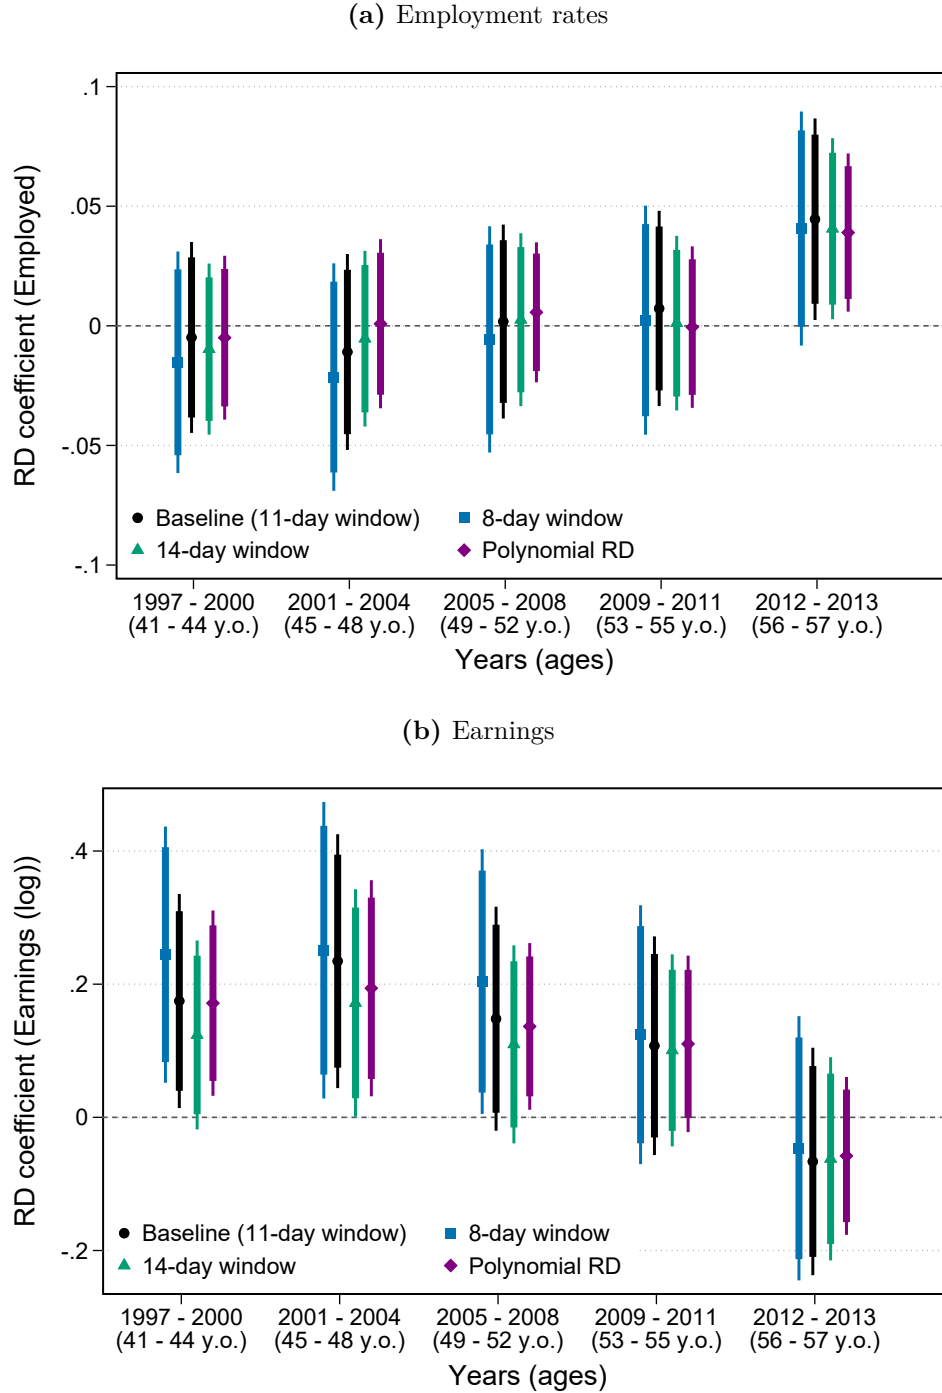 (a) Employment rates
RD coefficient (Employed)
.1
.05
0
-.05
-.1
Baseline (11-day window)
8-day window
14-day window
Polynomial RD
1997 - 2000 2001 - 2004 2005 - 2008 2009 - 2011 2012 - 2013
(41 - 44 y.o.) (45 - 48 y.o.) (49 - 52 y.o.) (53 - 55 y.o.) (56 - 57 y.o.)
Years (ages)
(b) Earnings
RD coefficient (Earnings (log))
.4
.2
0
-.2
Baseline (11-day window)
8-day window
14-day window
Polynomial RD
1997 - 2000 2001 - 2004 2005 - 2008 2009 - 2011 2012 - 2013
(41 - 44 y.o.) (45 - 48 y.o.) (49 - 52 y.o.) (53 - 55 y.o.) (56 - 57 y.o.)
Years (ages)